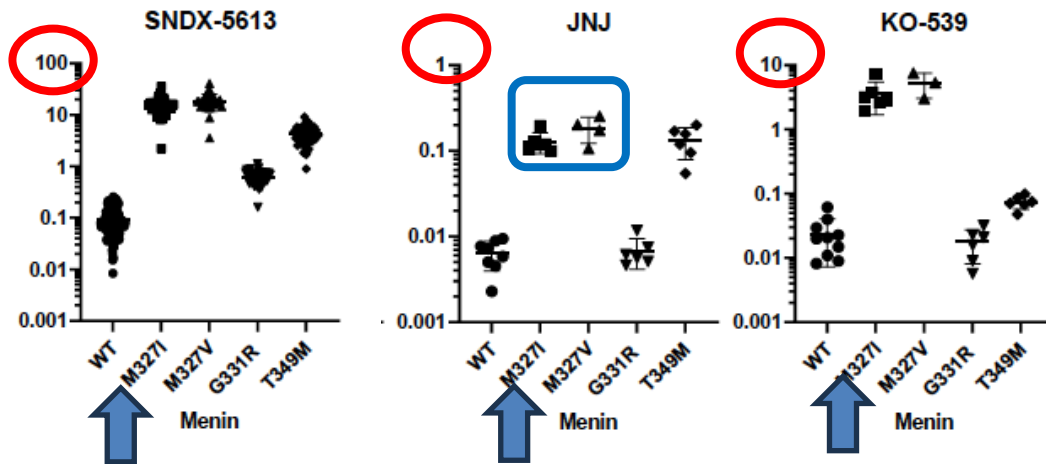 SNDX-5613
100
10
1
0.1
0.01
0.001
WT
M327I
M327V
G331R
T349M
Menin
JNJ
1
0.1
0.01
0.001
WT
M327I
M327V
G331R
T349M
Menin
KO-539
10
1
0.1
0.01
0.001
WT
M327I
M327V
G331R
T349M
Menin